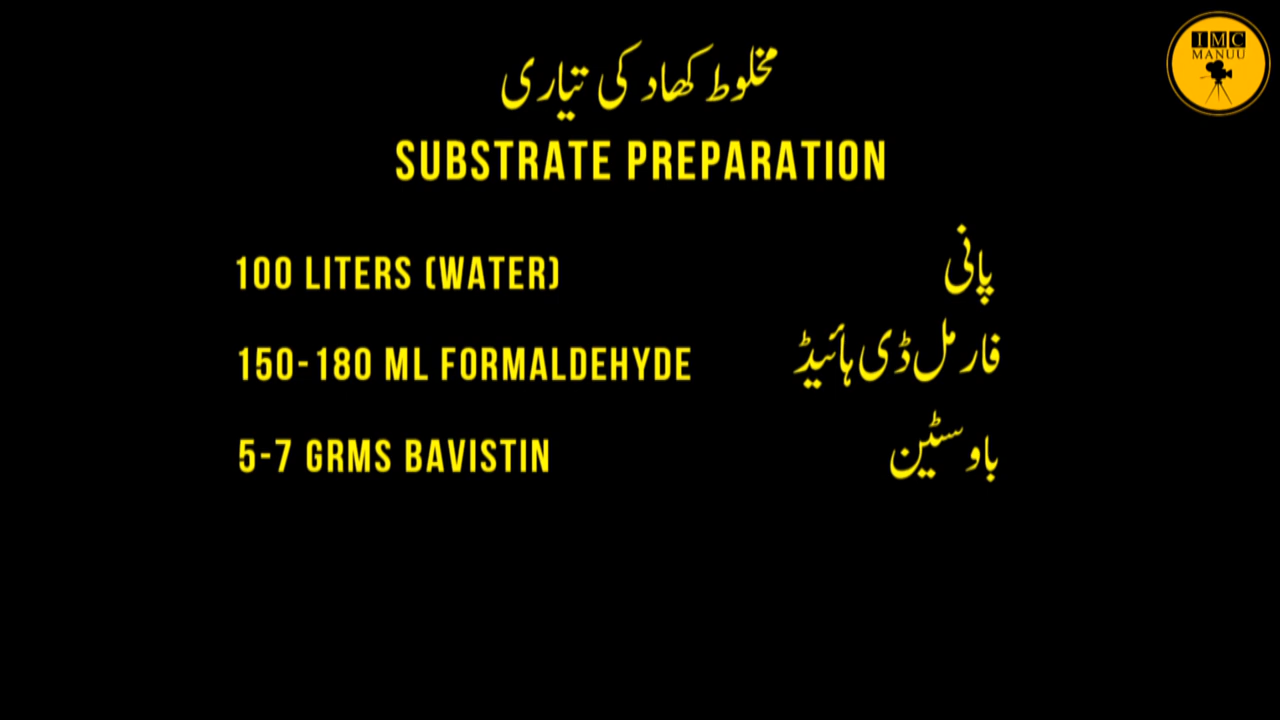 IMC
MANUU
مخلوط کھاد کی تیاری
SUBSTRATE PREPARATION
100 LITERS (WATER) پانی
150-180 ML FORMALDEHYDE فارمل ڈی ہائیڈ
5-7 GRMS BAVISTIN باوسٹین